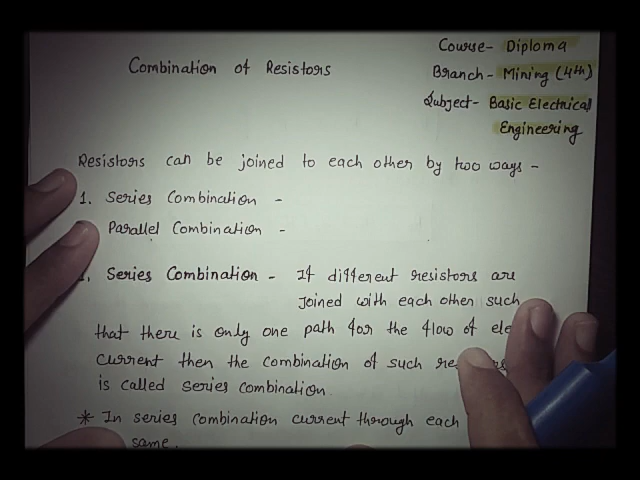 Course- Diploma
Combination of Resistors
Branch- Mining (4th)
Subject- Basic Electrical
Engineering
Resistors can be joined to each other by two ways -
1. Series Combination -
Parallel Combination -
Series Combination - If different resistors are
joined with each other such
that there is only one path for the flow of ele
current then the combination of such
is called series combination
* In series combination current through each
same.